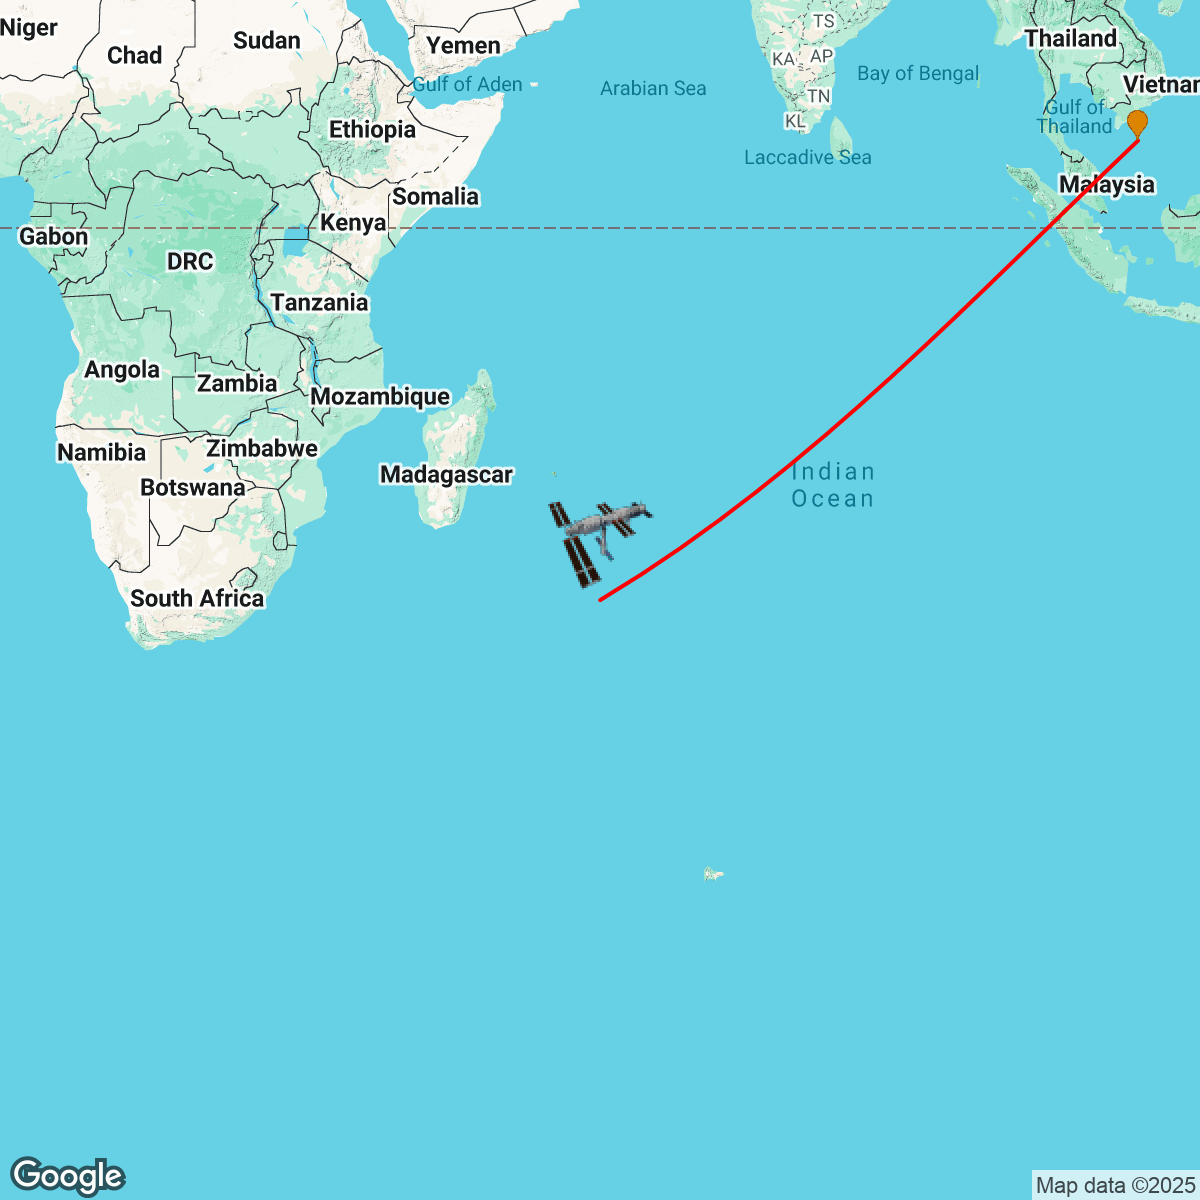 Niger
Chad
Sudan
Yemen
Gulf of Aden
Arabian Sea
TS
KA
AP
TN
KL
Bay of Bengal
Thailand
Vietnam
Gulf of
Thailand
Ethiopia
Laccadive Sea
Malaysia
Somalia
Kenya
Gabon
DRC
Tanzania
Angola
Zambia
Mozambique
Namibia
Zimbabwe
Botswana
Madagascar
Indian
Ocean
South Africa
Google
Map data ©2025